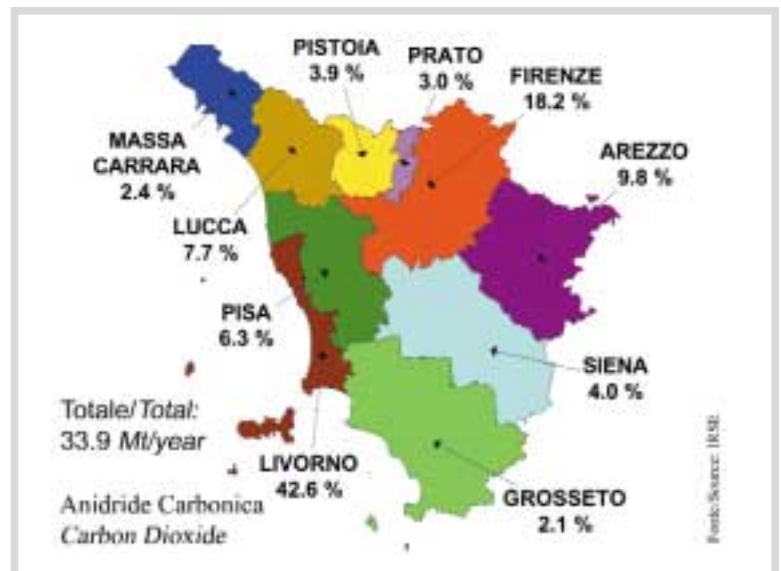 PISTOIA
3.9 %
PRATO
3.0 %
FIRENZE
18.2 %
MASSA
CARRARA
2.4 %
AREZZO
9.8 %
LUCCA
7.7 %
PISA
6.3 %
SIENA
4.0 %
Totale/Total:
33.9 Mt/year
LIVORNO
42.6 %
GROSSETO
2.1 %
Anidride Carbonica
Carbon Dioxide
Fonte/Source: IRSE